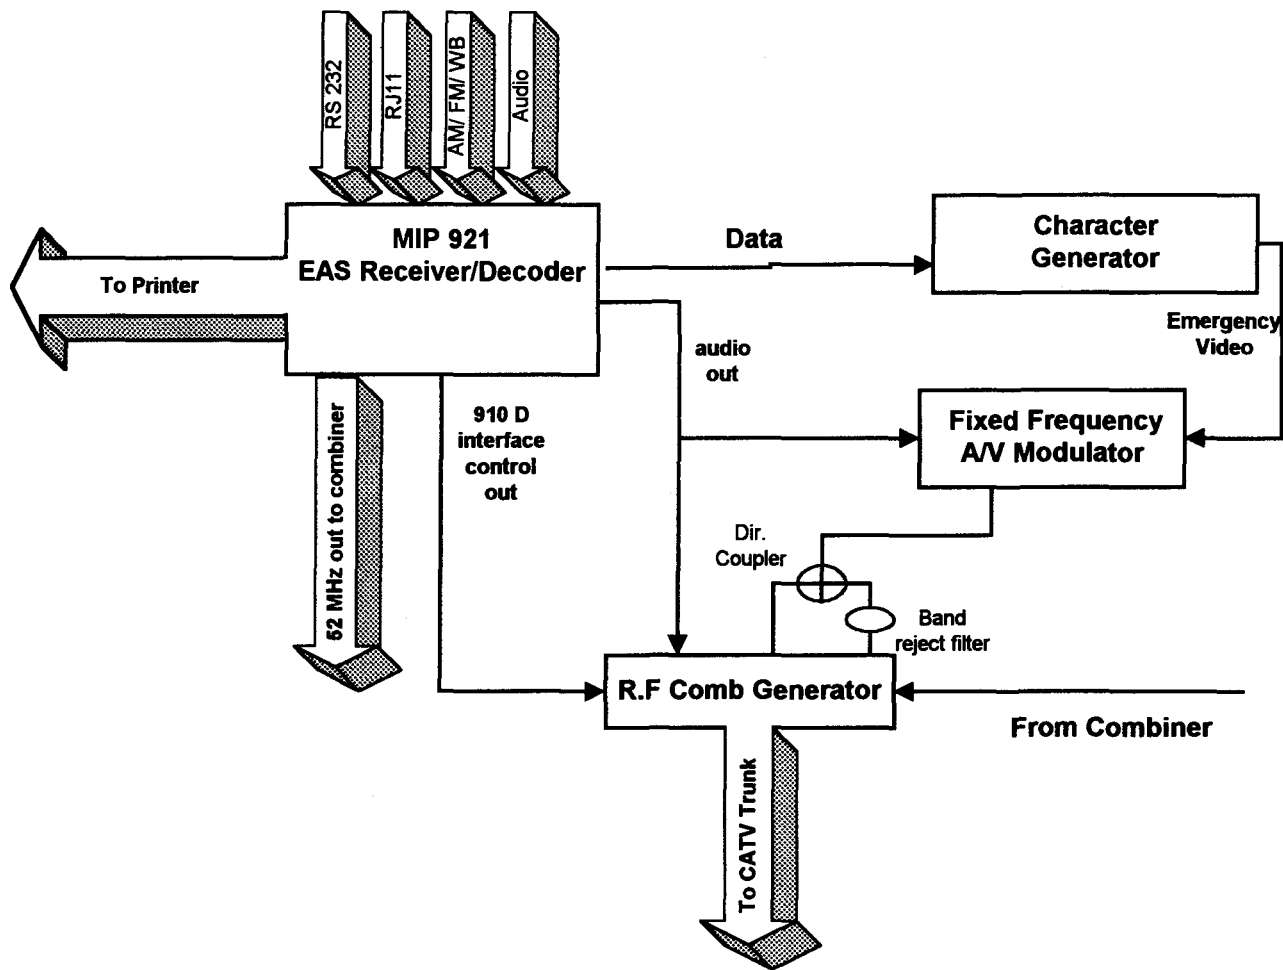 RS 232
RJ11
AM/ FM/ WB
Audio
MIP 921
EAS Receiver/Decoder
To Printer
Data
Character
Generator
Emergency
Video
audio
out
910 D
interface
control
out
52 MHz out to combiner
Fixed Frequency
A/V Modulator
Dir.
Coupler
Band
reject filter
R.F Comb Generator
From Combiner
To CATV Trunk